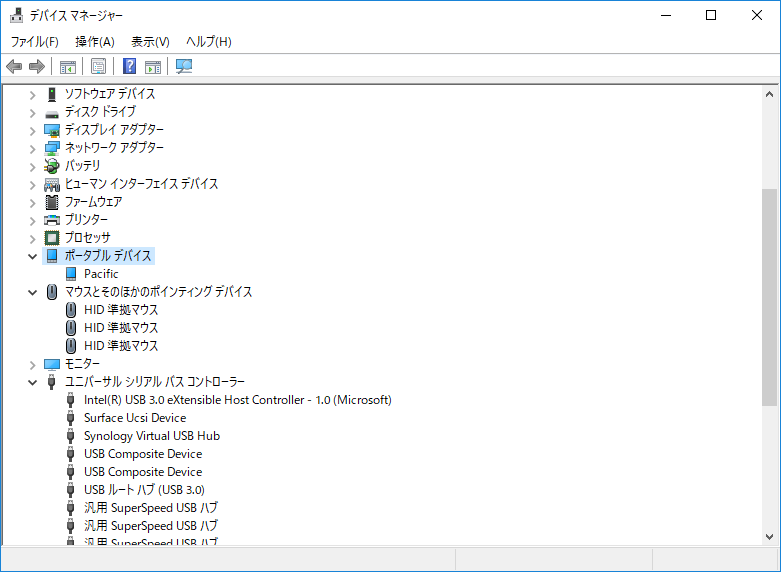 デバイス マネージャー
ファイル(F) 操作(A) 表示(V) ヘルプ(H)
ソフトウェア デバイス
ディスク ドライブ
ディスプレイ アダプター
ネットワーク アダプター
バッテリ
ヒューマン インターフェイス デバイス
ファームウェア
プリンター
プロセッサ
ポータブル デバイス
Pacific
マウスとそのほかのポインティング デバイス
HID 準拠マウス
HID 準拠マウス
HID 準拠マウス
モニター
ユニバーサル シリアル バス コントローラー
Intel(R) USB 3.0 eXtensible Host Controller - 1.0 (Microsoft)
Surface Ucsi Device
Synology Virtual USB Hub
USB Composite Device
USB Composite Device
USB ルート ハブ (USB 3.0)
汎用 SuperSpeed USB ハブ
汎用 SuperSpeed USB ハブ
汎用 SuperSpeed USB ハブ